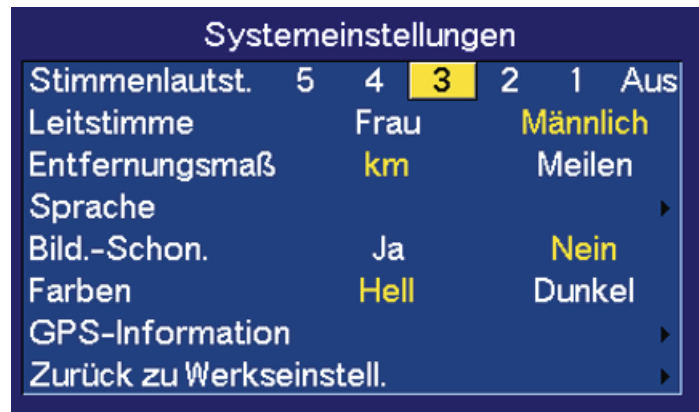 Systemeinstellungen
Stimmenlautst. 5 4 3 2 1 Aus
Leitstimme Frau Männlich
Entfernungsmaß km Meilen
Sprache
Bild.-Schon. Ja Nein
Farben Hell Dunkel
GPS-Information
Zurück zu Werkseinstell.